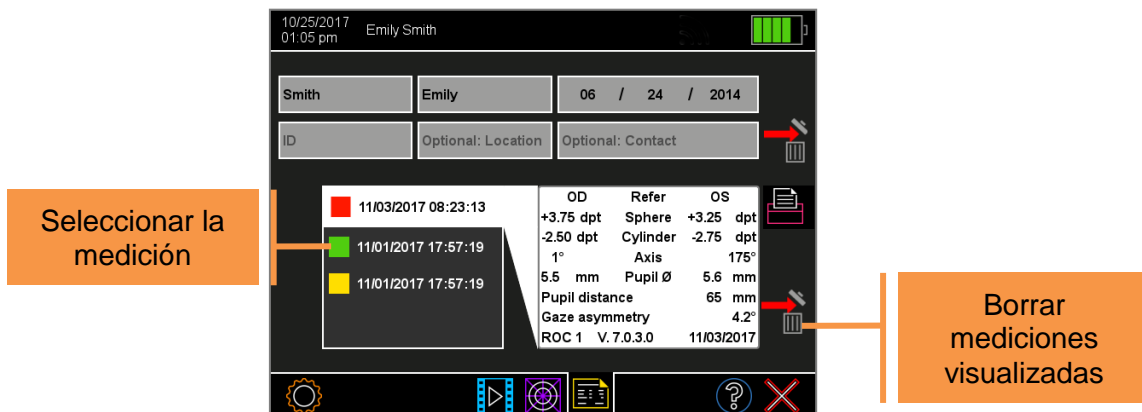 10/25/2017 Emily Smith
01:05 pm
Smith Emily 06 / 24 / 2014
ID Optional: Location Optional: Contact
Seleccionar la
medición
11/03/2017 08:23:13
11/01/2017 17:57:19
11/01/2017 17:57:19
OD Refer OS
+3.75 dpt Sphere +3.25 dpt
-2.50 dpt Cylinder -2.75 dpt
1° Axis 175°
5.5 mm Pupil Ø 5.6 mm
Pupil distance 65 mm
Gaze asymmetry 4.2°
ROC 1 V. 7.0.3.0 11/03/2017
Borrar
mediciones
visualizadas
?